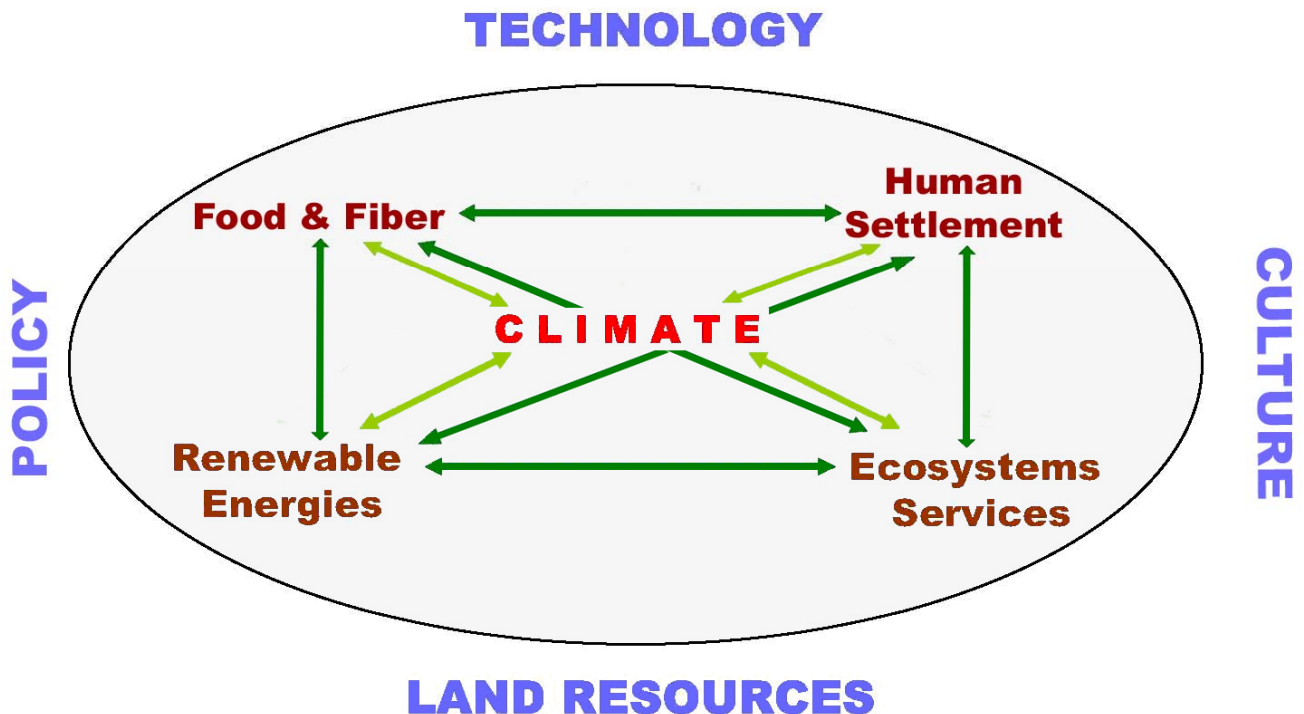 TECHNOLOGY
Human
Settlement
Food & Fiber
POLICY
CLIMATE
CULTURE
Renewable
Energies
Ecosystems
Services
LAND RESOURCES